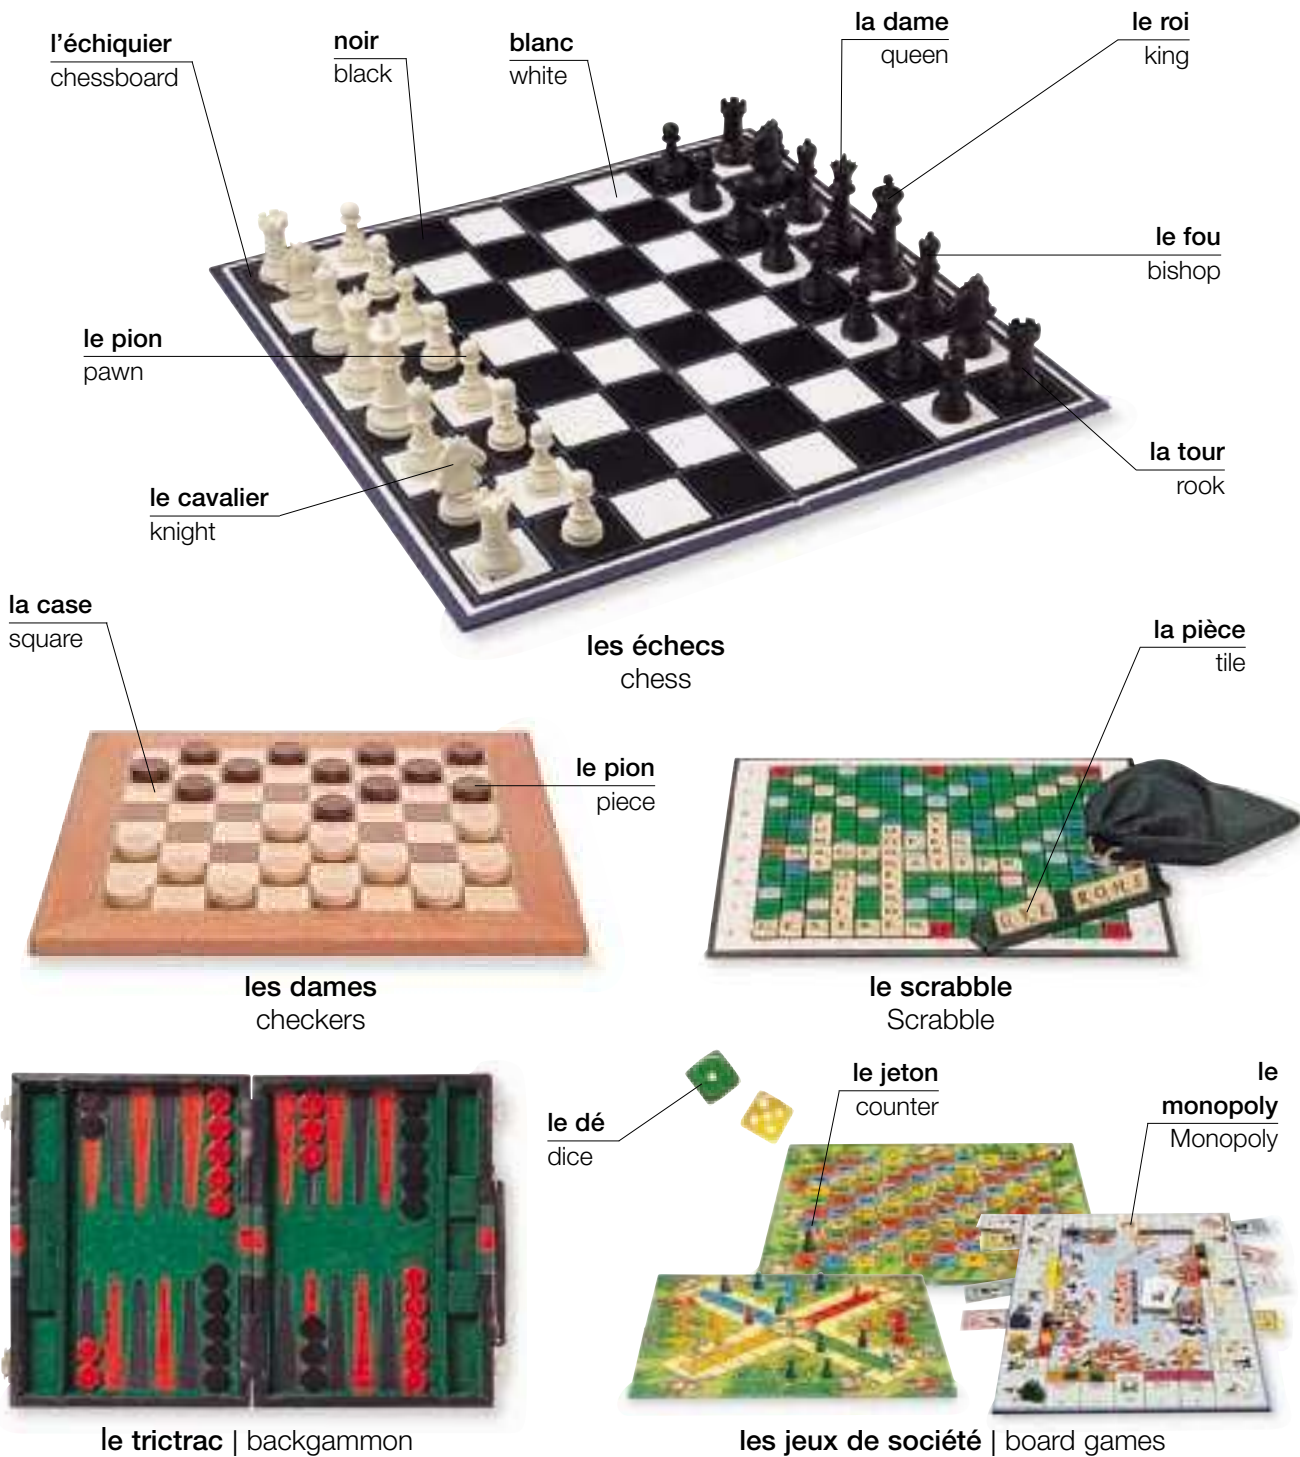 l'échiquier
chessboard
noir
black
blanc
white
la dame
queen
le roi
king
le fou
bishop
le pion
pawn
le cavalier
knight
la tour
rook
les échecs
chess
la case
square
le pion
piece
la pièce
tile
les dames
checkers
le scrabble
Scrabble
le dé
dice
le jeton
counter
le
monopoly
Monopoly
le trictrac | backgammon
les jeux de société | board games